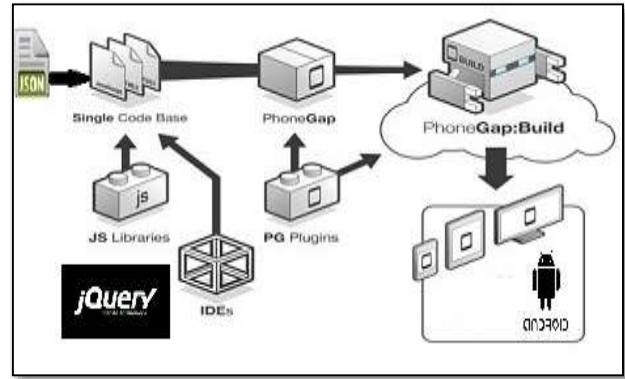 JSON
Single Code Base
PhoneGap
BUILD
PhoneGap:Build
js
JS Libraries
PG Plugins
IDEs
jQuery
ANDROID